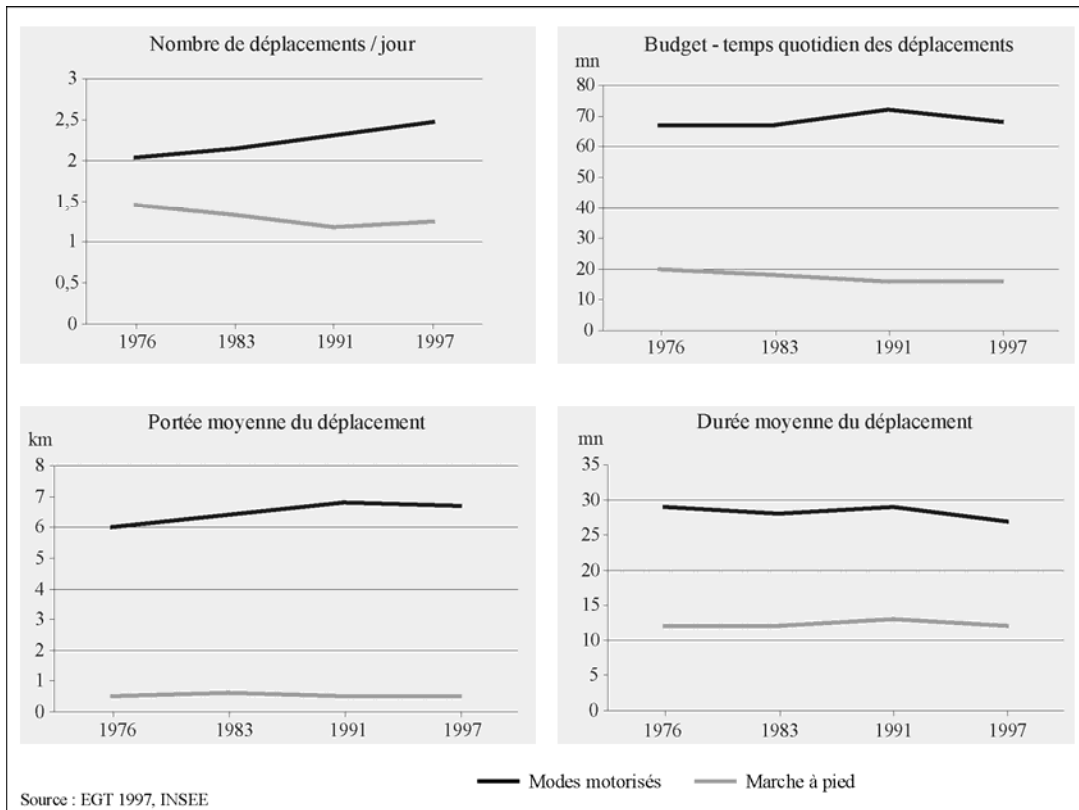 Nombre de déplacements / jour
3
2,5
2
1,5
1
0,5
0
1976 1983 1991 1997
Budget - temps quotidien des déplacements
mn
80
70
60
50
40
30
20
10
0
1976 1983 1991 1997
Portée moyenne du déplacement
km
8
7
6
5
4
3
2
1
0
1976 1983 1991 1997
Durée moyenne du déplacement
mn
35
30
25
20
15
10
5
0
1976 1983 1991 1997
Modes motorisés Marche à pied
Source : EGT 1997, INSEE